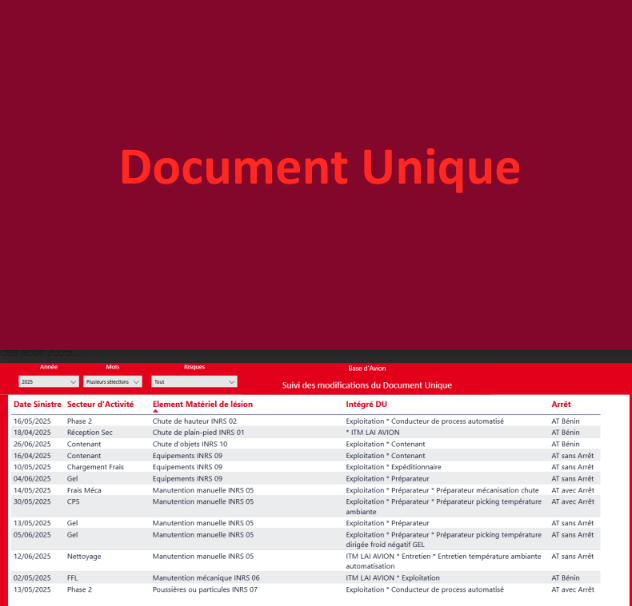 Document Unique
Année Mois Risques Base d'Avion
2025 Plusieurs sélections Tout Suivi des modifications du Document Unique
Date Sinistre Secteur d'Activité Element Matériel de lésion Intégré DU Arrêt
16/05/2025 Phase 2 Chute de hauteur INRS 02 Exploitation * Conducteur de process automatisé AT Bénin
18/04/2025 Réception Sec Chute de plain-pied INRS 01 * ITM LAI AVION AT Bénin
26/06/2025 Contenant Chute d'objets INRS 10 Exploitation * Contenant AT Bénin
16/04/2025 Contenant Equipements INRS 09 Exploitation * Contenant AT sans Arrêt
10/05/2025 Chargement Frais Equipements INRS 09 Exploitation * Expéditionnaire AT sans Arrêt
04/06/2025 Gel Equipements INRS 09 Exploitation * Préparateur AT sans Arrêt
14/05/2025 Frais Méca Manutention manuelle INRS 05 Exploitation * Préparateur * Préparateur mécanisation chute AT avec Arrêt
30/05/2025 CPS Manutention manuelle INRS 05 Exploitation * Préparateur * Préparateur picking température AT avec Arrêt
ambiante
13/05/2025 Gel Manutention manuelle INRS 05 Exploitation * Préparateur AT sans Arrêt
05/06/2025 Gel Manutention manuelle INRS 05 Exploitation * Préparateur * Préparateur picking température AT sans Arrêt
dirigée froid négatif GEL
12/06/2025 Nettoyage Manutention manuelle INRS 05 ITM LAI AVION * Entretien * Entretien température ambiante AT sans Arrêt
automatisation
02/05/2025 FFL Manutention mécanique INRS 06 ITM LAI AVION * Exploitation AT Bénin
13/05/2025 Phase 2 Poussières ou particules INRS 07 Exploitation * Conducteur de process automatisé AT avec Arrêt